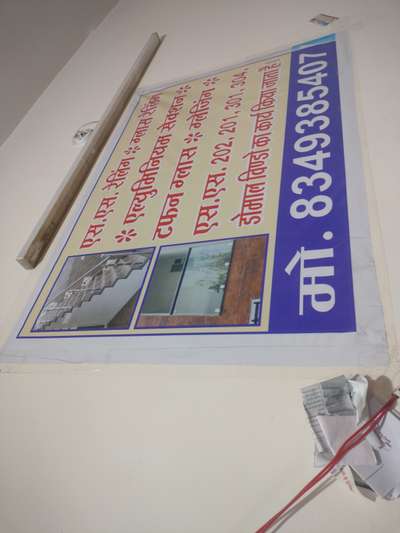 एस.एस. रेलिंग ✲ ग्लास रेलिंग
✲ एल्युमिनियम सेक्शन ✲
टफन ग्लास ✲ ग्लेजिंग ✲
एस.एस. 202, 201, 301, 304,
डोमाल विण्डो का कार्य किया जाता है
मो. 8349385407